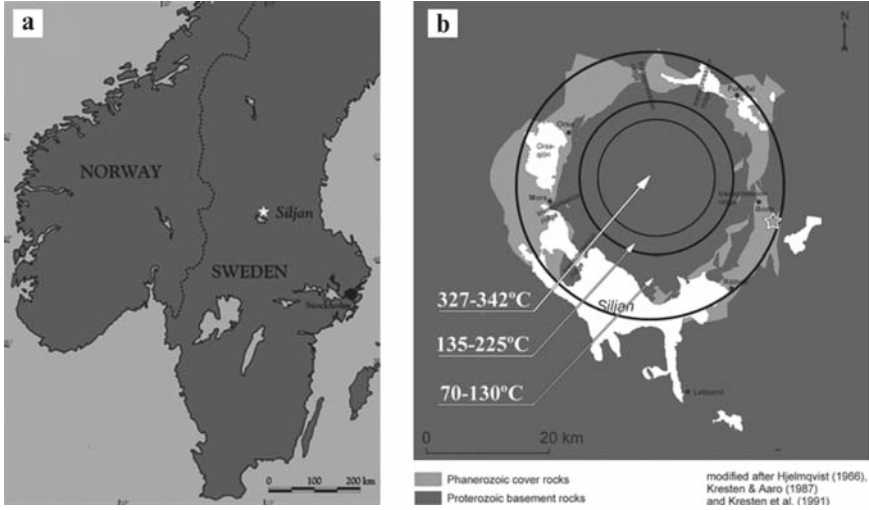 a
NORWAY
Siljan
SWEDEN
Stockholm
0 100 200 km
b
N
Furudal
Orsa
Orsa-
sjön
Mora
Boda
327-342ºC
Siljan
135-225ºC
70-130ºC
Leksand
0 20 km
Phanerozoic cover rocks
Proterozoic basement rocks
modified after Hjelmqvist (1966),
Kresten & Aaro (1987)
and Kresten et al. (1991)